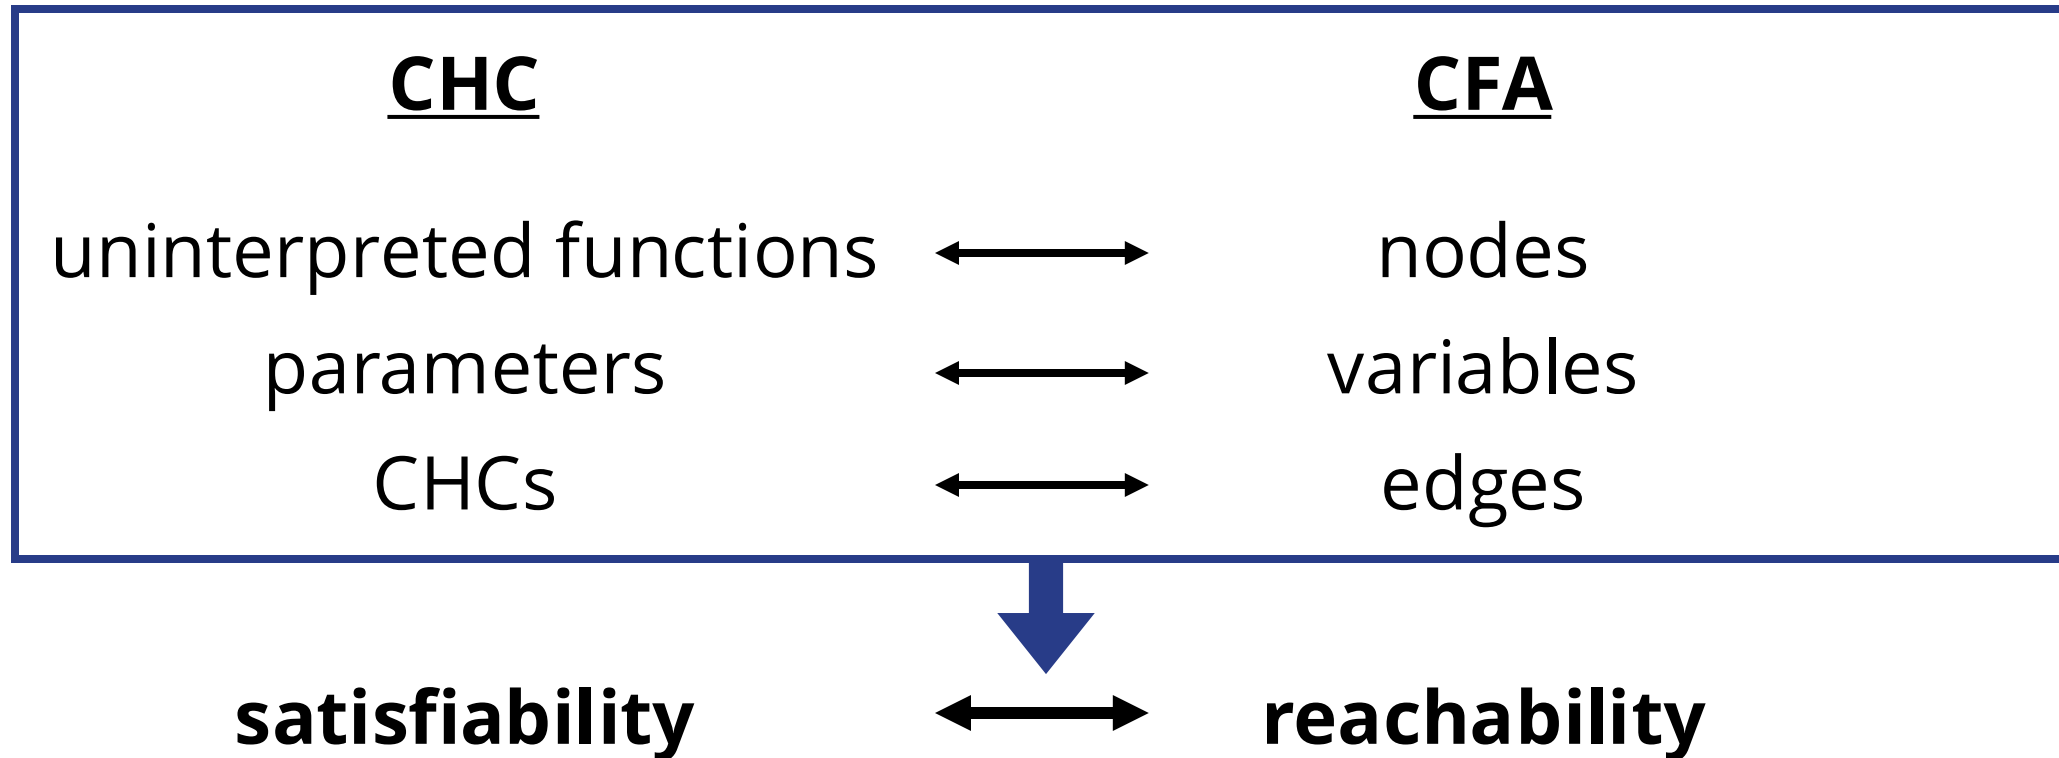 CHC CFA
uninterpreted functions nodes
parameters variables
CHCs edges
satisfiability reachability